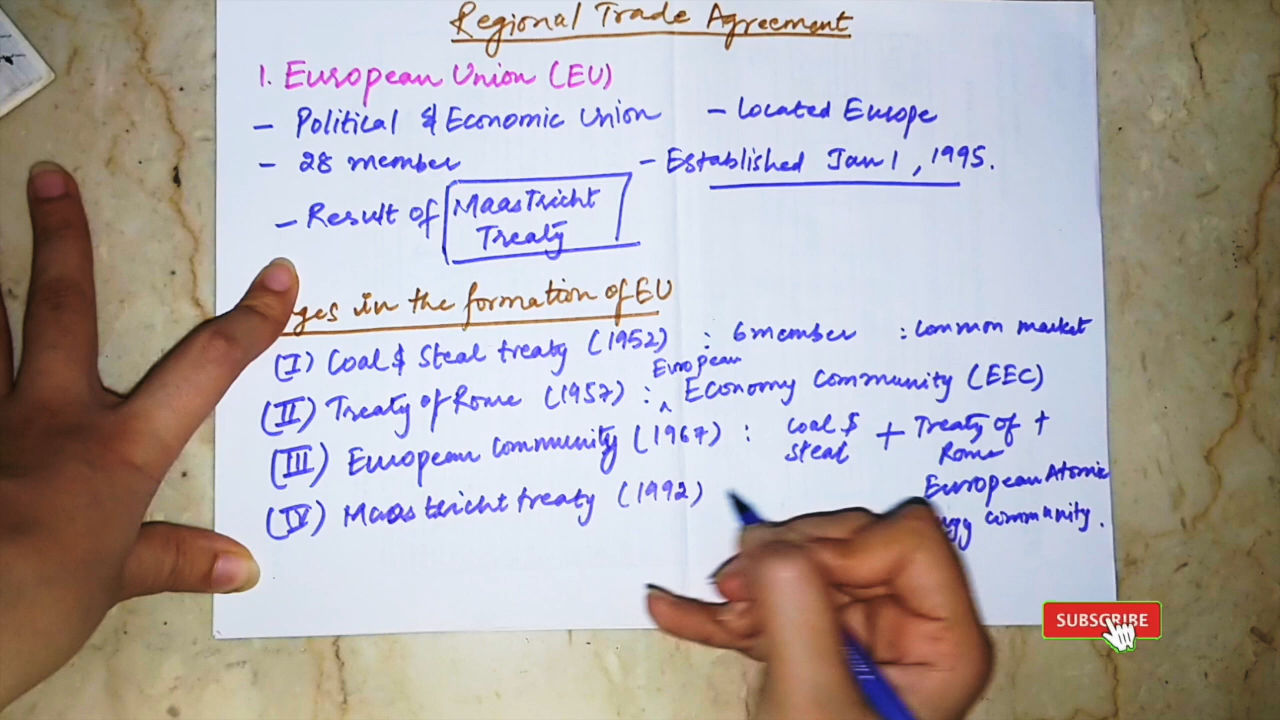 Regional Trade Agreement
1. European Union (EU)
- Political & Economic Union - Located Europe
- 28 member - Established Jan 1, 1995.
- Result of Maastricht
Treaty
ges in the formation of EU
(I) Coal & Steal treaty (1952) : 6 member : Common market
European
(II) Treaty of Rome (1957) : ^ Economy Community (EEC)
(III) European Community (1967) : Coal & + Treaty of +
Steal Rome
European Atomic
(IV) Maastricht treaty (1992)
community.
SUBSCRIBE